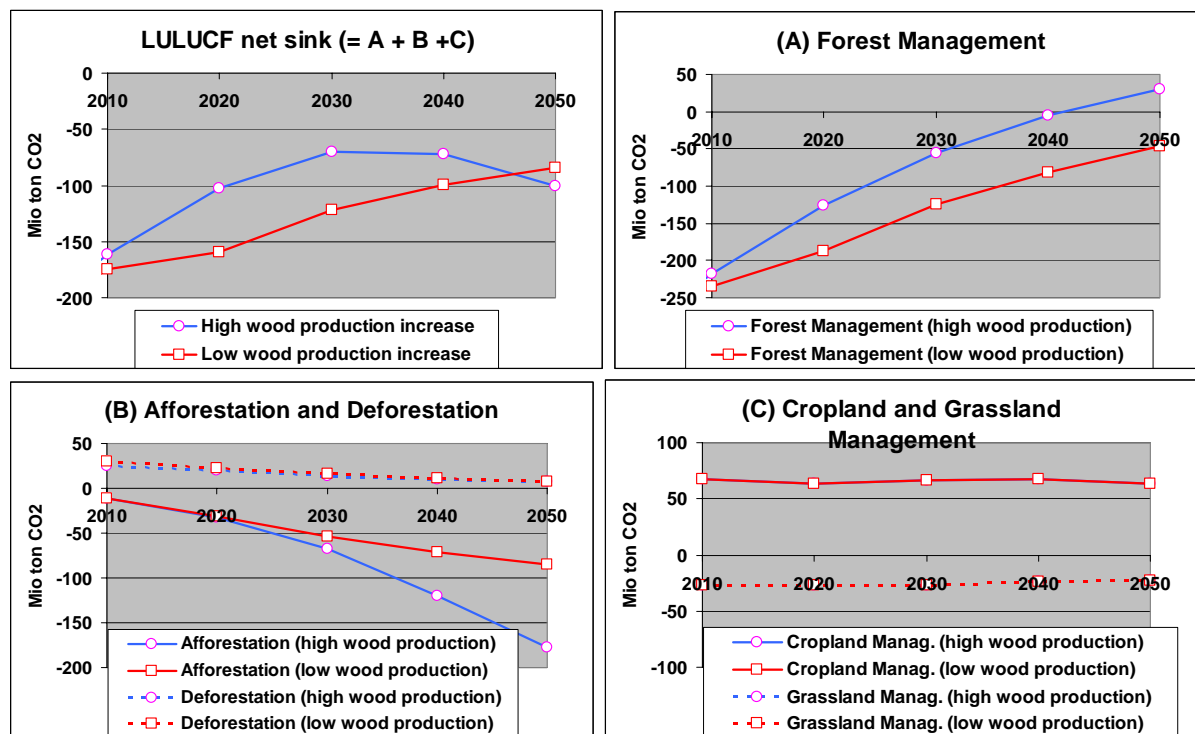 LULUCF net sink (= A + B +C)
0
2010 2020 2030 2040 2050
-50
-100
-150
-200
Mio ton CO2
High wood production increase
Low wood production increase
(A) Forest Management
50
0
2010 2020 2030 2040 2050
-50
-100
-150
-200
-250
Mio ton CO2
Forest Management (high wood production)
Forest Management (low wood production)
(B) Afforestation and Deforestation
50
0
2010 2020 2030 2040 2050
-50
-100
-150
-200
Mio ton CO2
Afforestation (high wood production)
Afforestation (low wood production)
Deforestation (high wood production)
Deforestation (low wood production)
(C) Cropland and Grassland
Management
100
50
0
2010 2020 2030 2040 2050
-50
-100
Mio ton CO2
Cropland Manag. (high wood production)
Cropland Manag. (low wood production)
Grassland Manag. (high wood production)
Grassland Manag. (low wood production)